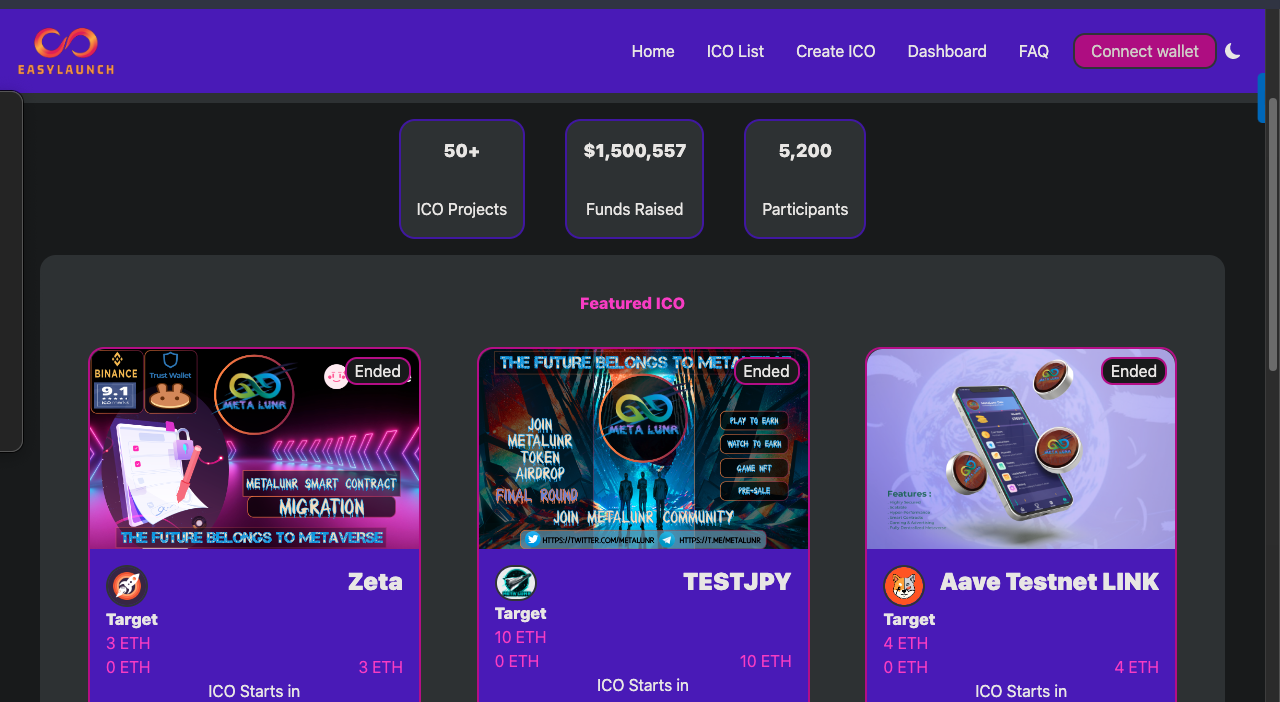 EASYLAUNCH
Home
ICO List
Create ICO
Dashboard
FAQ
Connect wallet
50+
ICO Projects
$1,500,557
Funds Raised
5,200
Participants
Featured ICO
BINANCE
9.1
Trust Wallet
META LUNR
Ended
METALUNR SMART CONTRACT
MIGRATION
THE FUTURE BELONGS TO METAVERSE
Zeta
Target
3 ETH
0 ETH
3 ETH
ICO Starts in
THE FUTURE BELONGS TO
Ended
META LUNR
JOIN
METALUNR
TOKEN
AIRDROP
FINAL ROUND
PLAY TO EARN
WATCH TO EARN
GAME NFT
PRE-SALE
JOIN METALUNR COMMUNITY
HTTPS://TWITTER.COM/METALUNR
HTTPS://T.ME/METALUNR
TESTJPY
Target
10 ETH
0 ETH
10 ETH
ICO Starts in
Ended
Features :
Aave Testnet LINK
Target
4 ETH
0 ETH
4 ETH
ICO Starts in